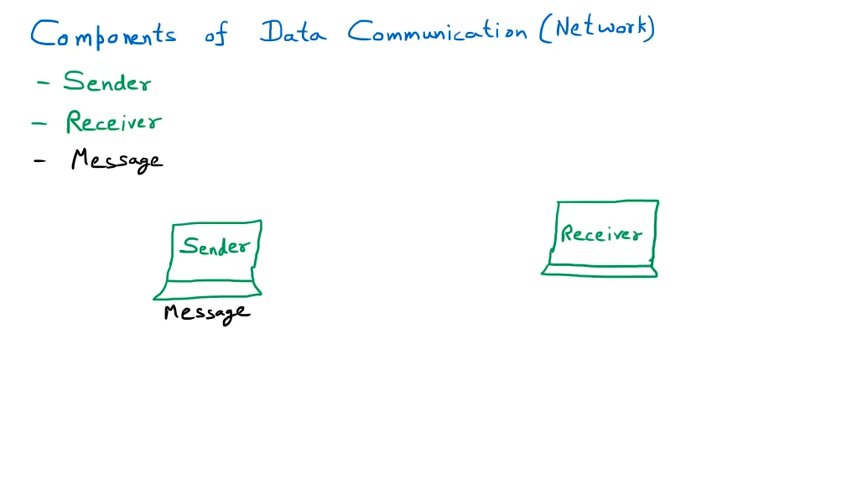 Components of Data Communication (Network)
- Sender
- Receiver
- Message
Sender
Receiver
Message